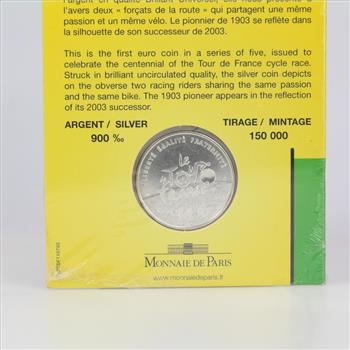 l'argent en qualité Brillant Universel, elle nous présente à
l'avers deux « forçats de la route » qui partagent une même
passion et un même vélo. Le pionnier de 1903 se reflète dans
la silhouette de son successeur de 2003.
This is the first euro coin in a series of five, issued to
celebrate the centennial of the Tour de France cycle race.
Struck in brilliant uncirculated quality, the silver coin depicts
on the obverse two racing riders sharing the same passion
and the same bike. The 1903 pioneer appears in the reflection
of its 2003 successor.
ARGENT / SILVER
900 ‰
TIRAGE / MINTAGE
150 000
LIBERTÉ EGALITÉ FRATERNITÉ
le
TOUR
MONNAIE DE PARIS
www.monnaiedeparis.fr